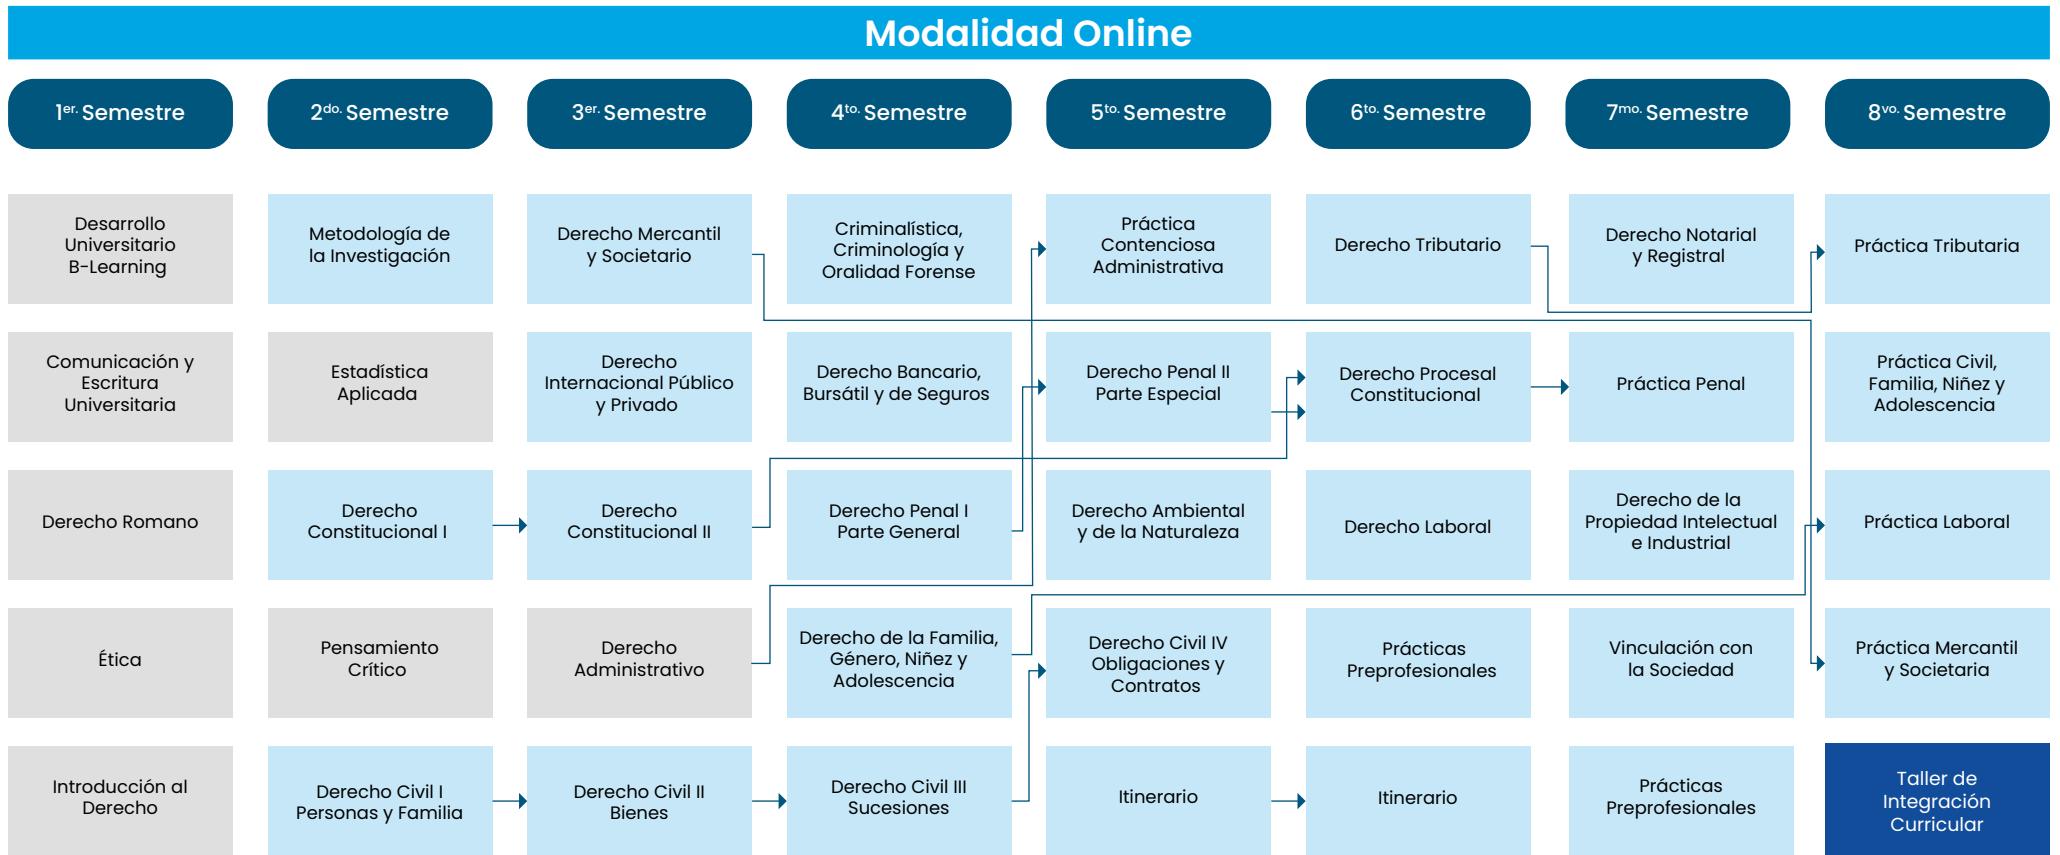 Modalidad Online
1er. Semestre
2do. Semestre
3er. Semestre
4to. Semestre
5to. Semestre
6to. Semestre
7mo. Semestre
8vo. Semestre
Desarrollo
Universitario
B-Learning
Metodología de
la Investigación
Derecho Mercantil
y Societario
Criminalística,
Criminología y
Oralidad Forense
Práctica
Contenciosa
Administrativa
Derecho Tributario
Derecho Notarial
y Registral
Práctica Tributaria
Comunicación y
Escritura
Universitaria
Estadística
Aplicada
Derecho
Internacional Público
y Privado
Derecho Bancario,
Bursátil y de Seguros
Derecho Penal II
Parte Especial
Derecho Procesal
Constitucional
Práctica Penal
Práctica Civil,
Familia, Niñez y
Adolescencia
Derecho Romano
Derecho
Constitucional I
Derecho
Constitucional II
Derecho Penal I
Parte General
Derecho Ambiental
y de la Naturaleza
Derecho Laboral
Derecho de la
Propiedad Intelectual
e Industrial
Práctica Laboral
Ética
Pensamiento
Crítico
Derecho
Administrativo
Derecho de la Familia,
Género, Niñez y
Adolescencia
Derecho Civil IV
Obligaciones y
Contratos
Prácticas
Preprofesionales
Vinculación con
la Sociedad
Práctica Mercantil
y Societaria
Introducción al
Derecho
Derecho Civil I
Personas y Familia
Derecho Civil II
Bienes
Derecho Civil III
Sucesiones
Itinerario
Itinerario
Prácticas
Preprofesionales
Taller de
Integración
Curricular